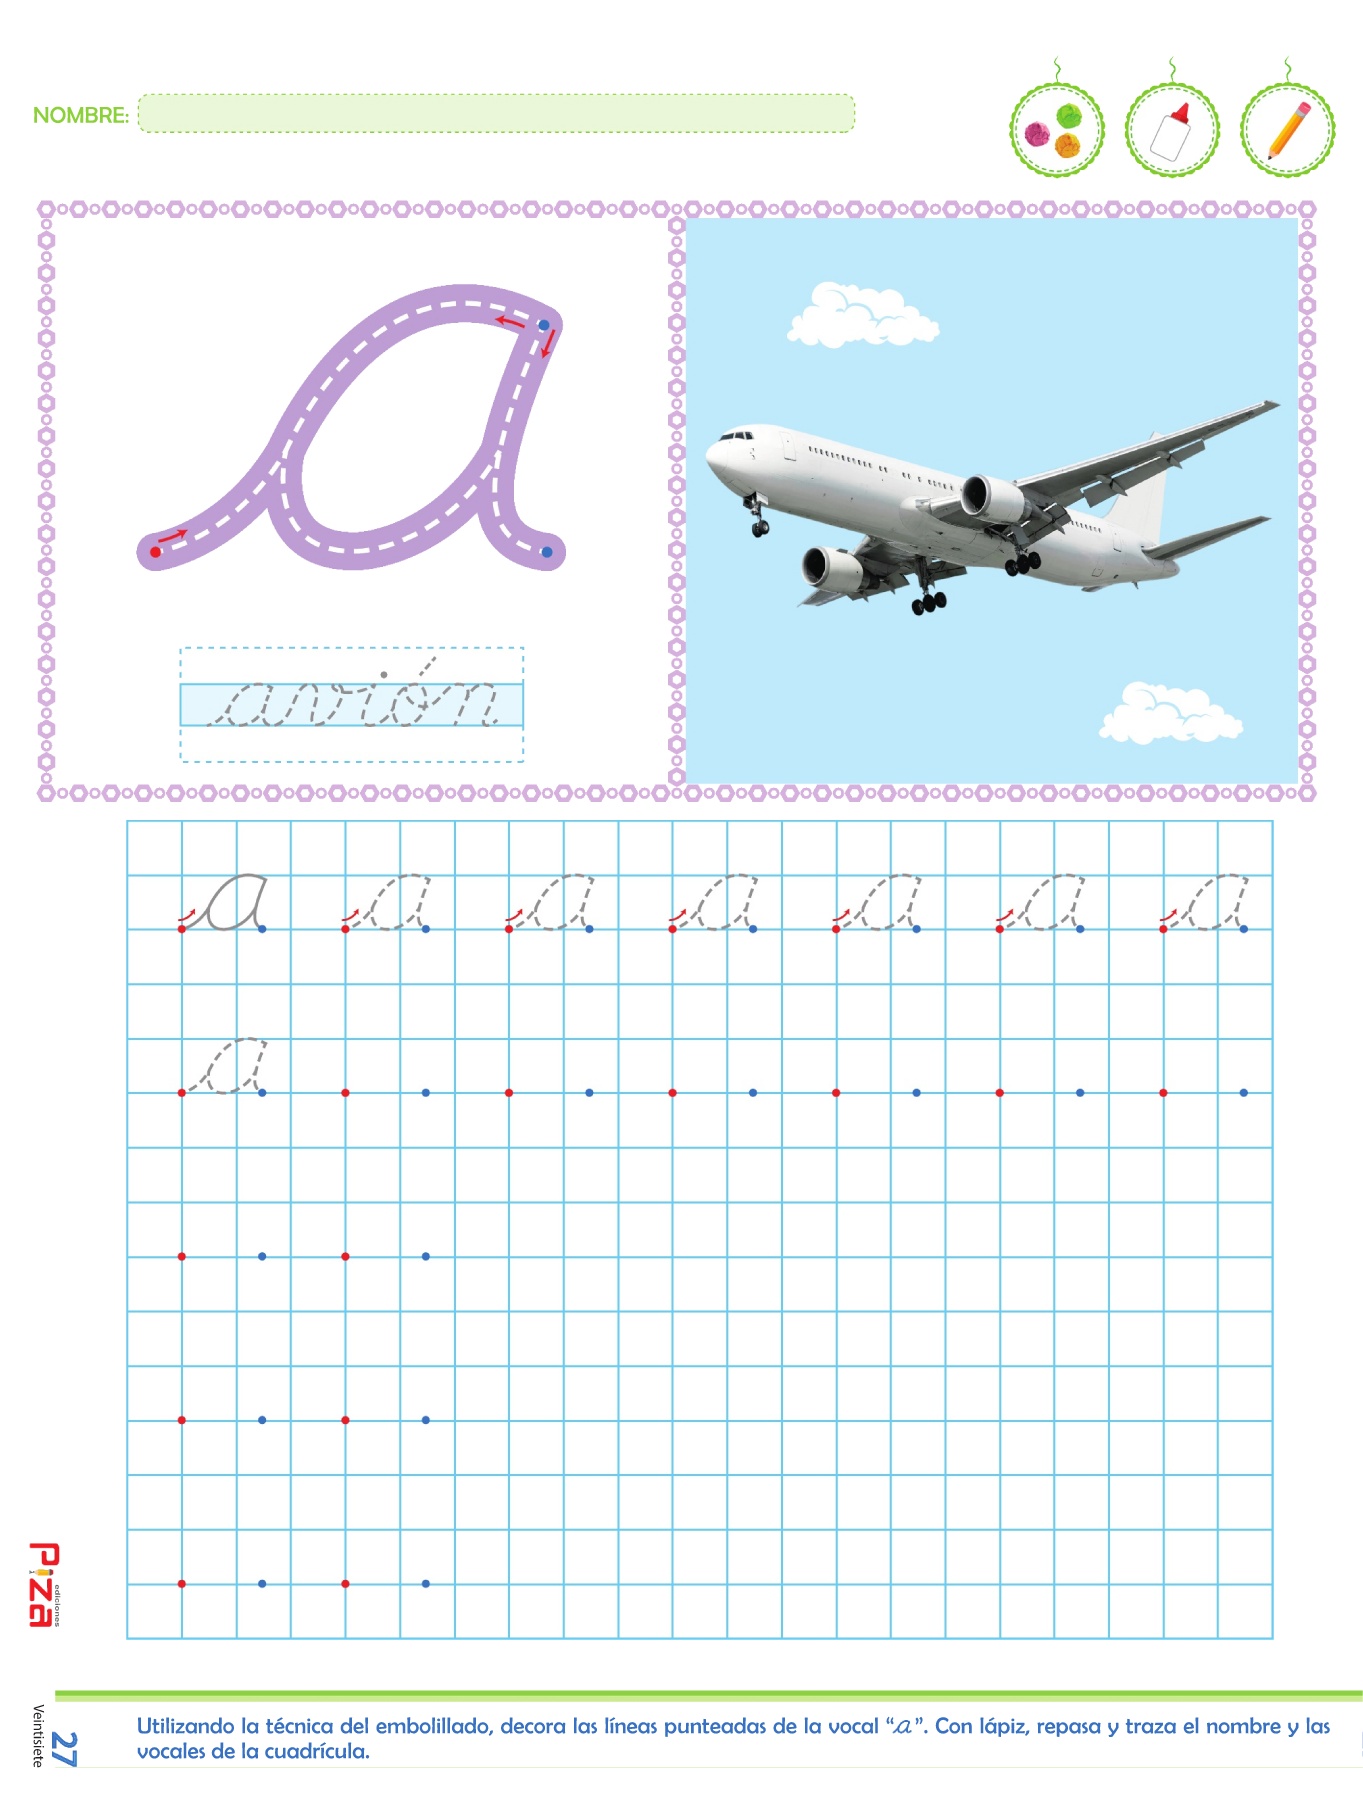 NOMBRE:
a
avión
a a a a a a a
a
piza
ediciones
27
Veintisiete
Utilizando la técnica del embolillado, decora las líneas punteadas de la vocal “a”. Con lápiz, repasa y traza el nombre y las
vocales de la cuadrícula.